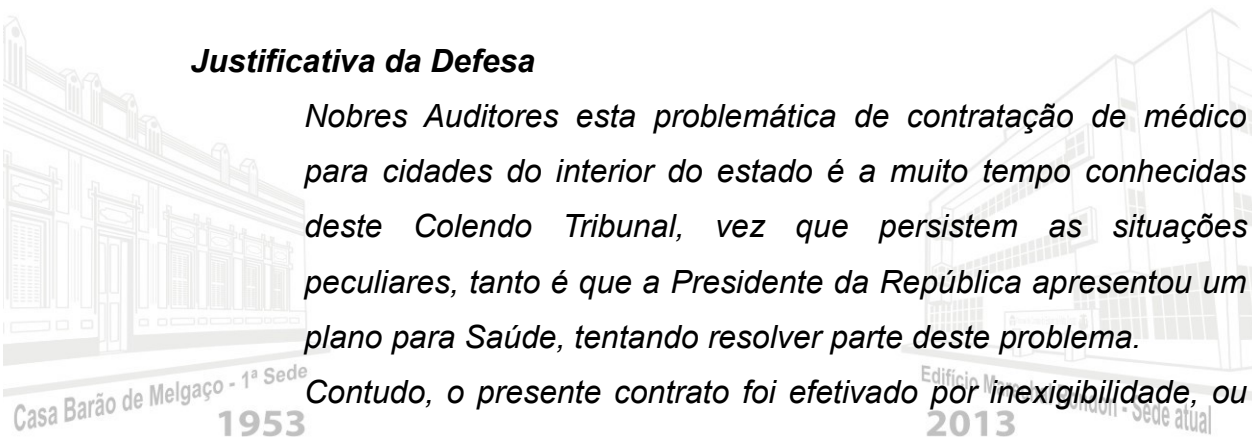 Justificativa da Defesa
Nobres Auditores esta problemática de contratação de médico
para cidades do interior do estado é a muito tempo conhecidas
deste Colendo Tribunal, vez que persistem as situações
peculiares, tanto é que a Presidente da República apresentou um
plano para Saúde, tentando resolver parte deste problema.
Contudo, o presente contrato foi efetivado por inexigibilidade, ou
Casa Barão de Melgaço - 1ª Sede
1953
Edifício - Sede atual
2013